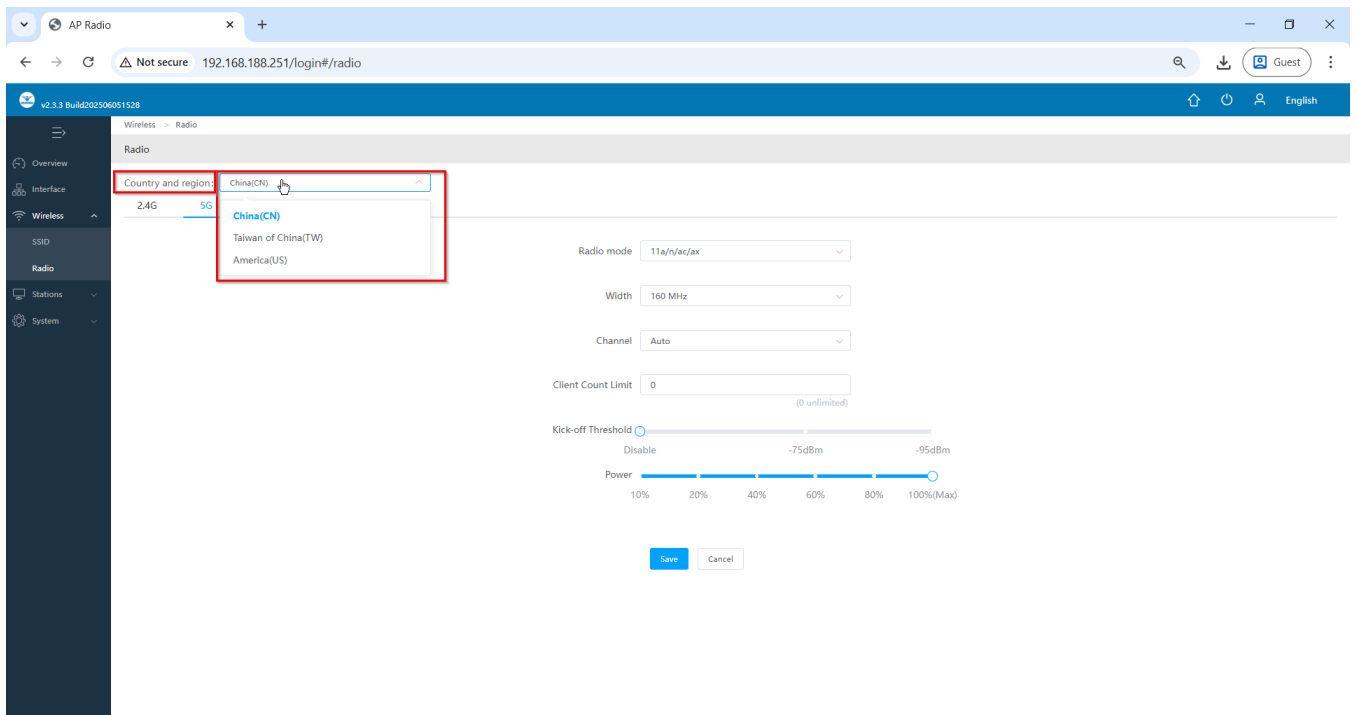 AP Radio
Not secure 192.168.188.251/login#/radio
Guest
v2.3.3 Build202506051528
English
Wireless > Radio
Radio
Overview
Interface
Wireless
SSID
Radio
Stations
System
Country and region: China(CN)
2.4G 5G
China(CN)
Taiwan of China(TW)
America(US)
Radio mode 11a/n/ac/ax
Width 160 MHz
Channel Auto
Client Count Limit 0
(0 unlimited)
Kick-off Threshold
Disable -75dBm -95dBm
Power
10% 20% 40% 60% 80% 100%(Max)
Save Cancel